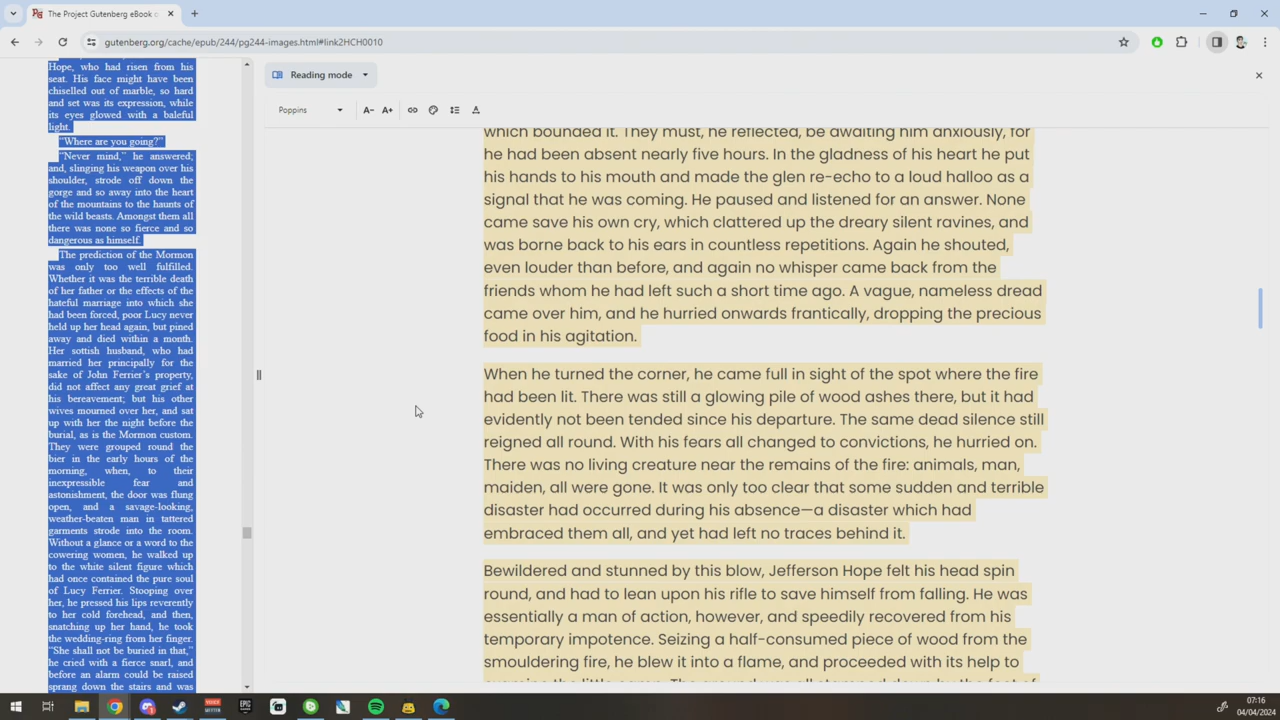 The Project Gutenberg eBook o
gutenberg.org/cache/epub/244/pg244-images.html#link2HCH0010
Hope, who had risen from his
seat. His face might have been
chiselled out of marble, so hard
and set was its expression, while
its eyes glowed with a baleful
light.
“Where are you going?”
“Never mind,” he answered;
and, slinging his weapon over his
shoulder, strode off down the
gorge and so away into the heart
of the mountains to the haunts of
the wild beasts. Amongst them all
there was none so fierce and so
dangerous as himself.
The prediction of the Mormon
was only too well fulfilled.
Whether it was the terrible death
of her father or the effects of the
hateful marriage into which she
had been forced, poor Lucy never
held up her head again, but pined
away and died within a month.
Her sottish husband, who had
married her principally for the
sake of John Ferrier’s property,
did not affect any great grief at
his bereavement; but his other
wives mourned over her, and sat
up with her the night before the
burial, as is the Mormon custom.
They were grouped round the
bier in the early hours of the
morning, when, to their
inexpressible fear and
astonishment, the door was flung
open, and a savage-looking,
weather-beaten man in tattered
garments strode into the room.
Without a glance or a word to the
cowering women, he walked up
to the white silent figure which
had once contained the pure soul
of Lucy Ferrier. Stooping over
her, he pressed his lips reverently
to her cold forehead, and then,
snatching up her hand, he took
the wedding-ring from her finger.
“She shall not be buried in that,”
he cried with a fierce snarl, and
before an alarm could be raised
sprang down the stairs and was
Reading mode
Poppins
A− A+
which bounded it. They must, he reflected, be awaiting him anxiously, for
he had been absent nearly five hours. In the gladness of his heart he put
his hands to his mouth and made the glen re-echo to a loud halloo as a
signal that he was coming. He paused and listened for an answer. None
came save his own cry, which clattered up the dreary silent ravines, and
was borne back to his ears in countless repetitions. Again he shouted,
even louder than before, and again no whisper came back from the
friends whom he had left such a short time ago. A vague, nameless dread
came over him, and he hurried onwards frantically, dropping the precious
food in his agitation.
When he turned the corner, he came full in sight of the spot where the fire
had been lit. There was still a glowing pile of wood ashes there, but it had
evidently not been tended since his departure. The same dead silence still
reigned all round. With his fears all changed to convictions, he hurried on.
There was no living creature near the remains of the fire: animals, man,
maiden, all were gone. It was only too clear that some sudden and terrible
disaster had occurred during his absence—a disaster which had
embraced them all, and yet had left no traces behind it.
Bewildered and stunned by this blow, Jefferson Hope felt his head spin
round, and had to lean upon his rifle to save himself from falling. He was
essentially a man of action, however, and speedily recovered from his
temporary impotence. Seizing a half-consumed piece of wood from the
smouldering fire, he blew it into a flame, and proceeded with its help to
07:16
04/04/2024